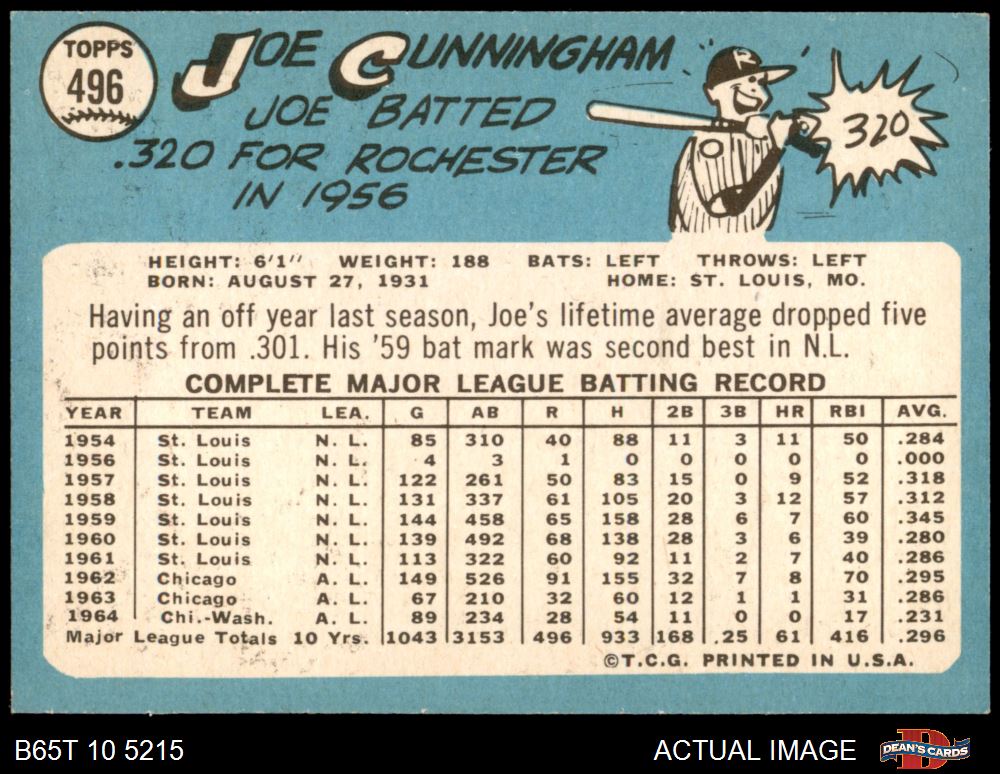 TOPPS
496
JOE CUNNINGHAM
JOE BATTED
.320 FOR ROCHESTER
IN 1956
R
320
HEIGHT: 6'1" WEIGHT: 188 BATS: LEFT THROWS: LEFT
BORN: AUGUST 27, 1931 HOME: ST. LOUIS, MO.
Having an off year last season, Joe's lifetime average dropped five
points from .301. His '59 bat mark was second best in N.L.
COMPLETE MAJOR LEAGUE BATTING RECORD
YEAR TEAM LEA. G AB R H 2B 3B HR RBI AVG.
1954 St. Louis N. L. 85 310 40 88 11 3 11 50 .284
1956 St. Louis N. L. 4 3 1 0 0 0 0 0 .000
1957 St. Louis N. L. 122 261 50 83 15 0 9 52 .318
1958 St. Louis N. L. 131 337 61 105 20 3 12 57 .312
1959 St. Louis N. L. 144 458 65 158 28 6 7 60 .345
1960 St. Louis N. L. 139 492 68 138 28 3 6 39 .280
1961 St. Louis N. L. 113 322 60 92 11 2 7 40 .286
1962 Chicago A. L. 149 526 91 155 32 7 8 70 .295
1963 Chicago A. L. 67 210 32 60 12 1 1 31 .286
1964 Chi.-Wash. A. L. 89 234 28 54 11 0 0 17 .231
Major League Totals 10 Yrs. 1043 3153 496 933 168 .25 61 416 .296
©T.C.G. PRINTED IN U.S.A.
B65T 10 5215 ACTUAL IMAGE DEAN'S CARDS